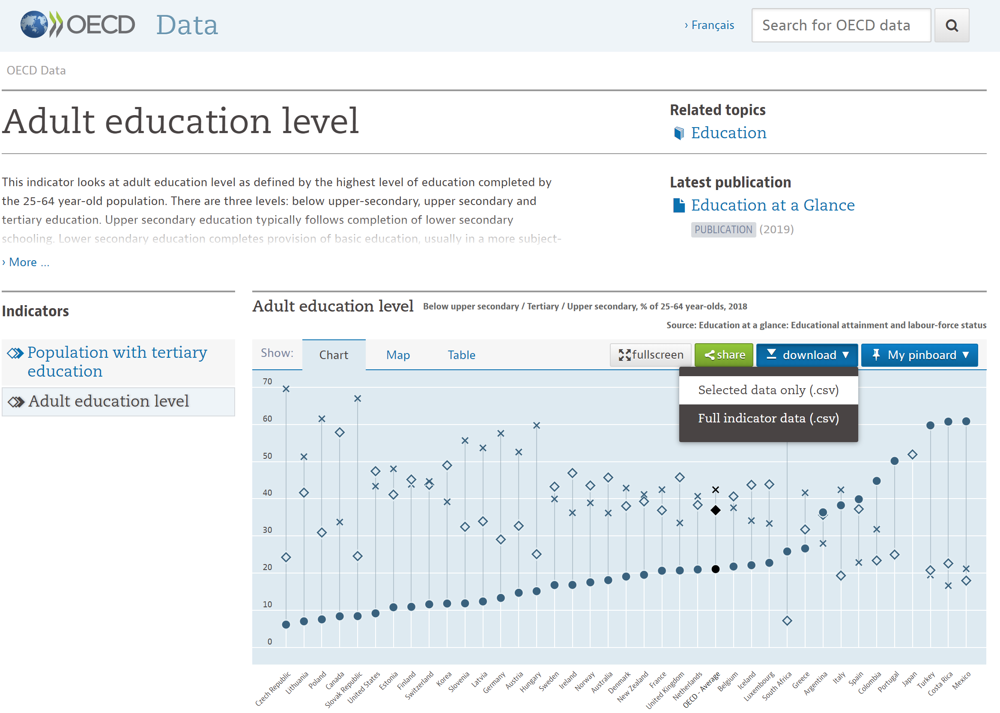 OECD Data
› Français
Search for OECD data
OECD Data
Adult education level
Related topics
Education
This indicator looks at adult education level as defined by the highest level of education completed by
the 25-64 year-old population. There are three levels: below upper-secondary, upper secondary and
tertiary education. Upper secondary education typically follows completion of lower secondary
schooling. Lower secondary education completes provision of basic education, usually in a more subject-
› More ...
Latest publication
Education at a Glance
PUBLICATION (2019)
Indicators
Population with tertiary
education
Adult education level
Adult education level Below upper secondary / Tertiary / Upper secondary, % of 25-64 year-olds, 2018
Source: Education at a glance: Educational attainment and labour-force status
Show: Chart Map Table fullscreen share download ▼ My pinboard ▼
Selected data only (.csv)
Full indicator data (.csv)
70
60
50
40
30
20
10
0
Czech Republic
Lithuania
Poland
Canada
Slovak Republic
United States
Estonia
Finland
Switzerland
Korea
Slovenia
Latvia
Germany
Austria
Hungary
Sweden
Ireland
Norway
Australia
Denmark
New Zealand
France
United Kingdom
Netherlands
OECD - Average
Belgium
Iceland
Luxembourg
South Africa
Greece
Argentina
Italy
Spain
Colombia
Portugal
Japan
Turkey
Costa Rica
Mexico